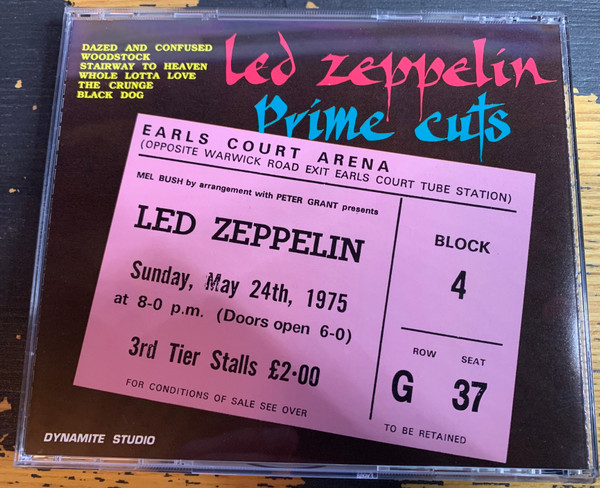 DAZED AND CONFUSED
WOODSTOCK
STAIRWAY TO HEAVEN
WHOLE LOTTA LOVE
THE CRUNGE
BLACK DOG
Led zeppelin
Prime cuts
EARLS COURT ARENA
(OPPOSITE WARWICK ROAD EXIT EARLS COURT TUBE STATION)
MEL BUSH by arrangement with PETER GRANT presents
LED ZEPPELIN
Sunday, May 24th, 1975
at 8-0 p.m. (Doors open 6-0)
3rd Tier Stalls £2·00
FOR CONDITIONS OF SALE SEE OVER
BLOCK
4
ROW SEAT
G 37
TO BE RETAINED
DYNAMITE STUDIO